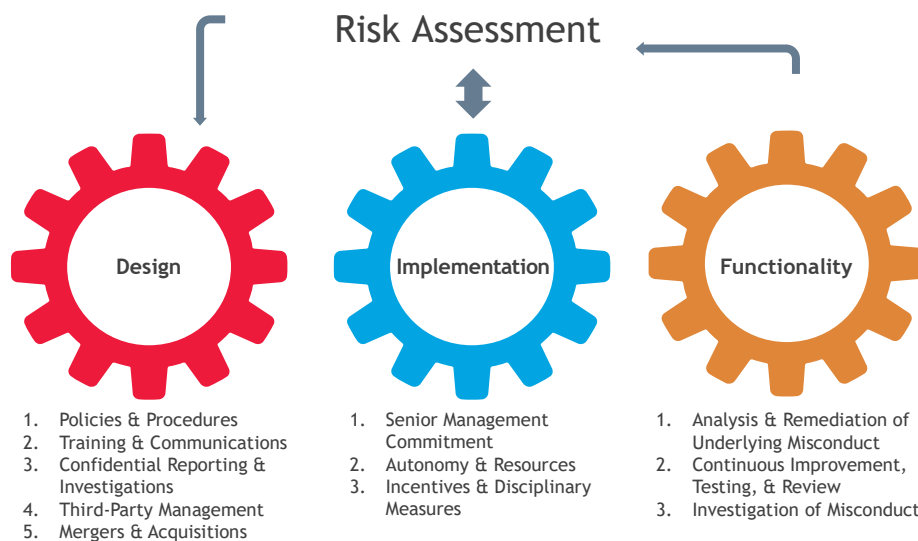 Risk Assessment
Design
1. Policies & Procedures
2. Training & Communications
3. Confidential Reporting &
Investigations
4. Third-Party Management
5. Mergers & Acquisitions
Implementation
1. Senior Management
Commitment
2. Autonomy & Resources
3. Incentives & Disciplinary
Measures
Functionality
1. Analysis & Remediation of
Underlying Misconduct
2. Continuous Improvement,
Testing, & Review
3. Investigation of Misconduct